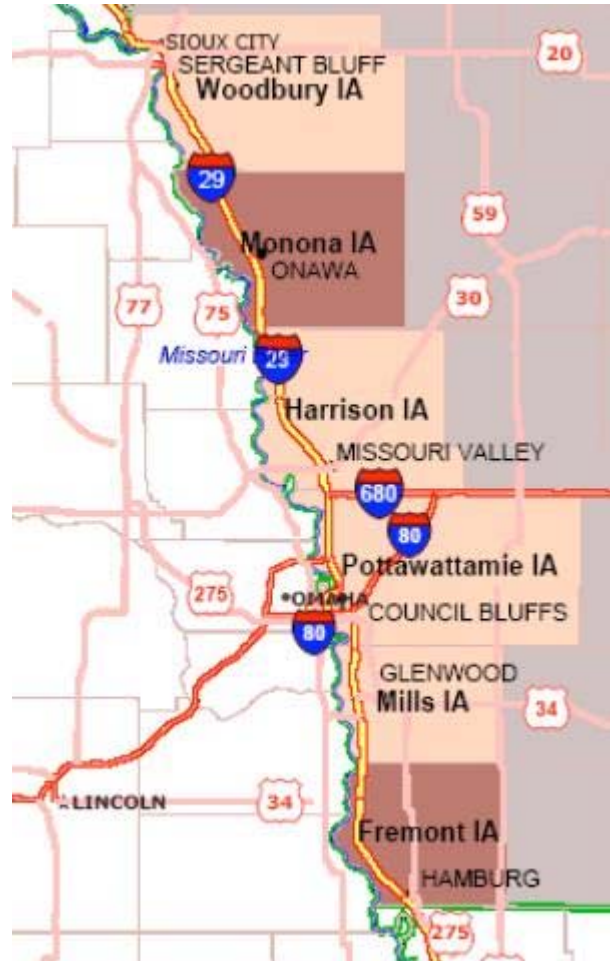 SIOUX CITY
20
SERGEANT BLUFF
Woodbury IA
29
59
Monona IA
ONAWA
77
75
30
Missouri
29
Harrison IA
MISSOURI VALLEY
680
80
Pottawattamie IA
275
OMAHA
COUNCIL BLUFFS
80
GLENWOOD
Mills IA
34
LINCOLN
34
Fremont IA
HAMBURG
275